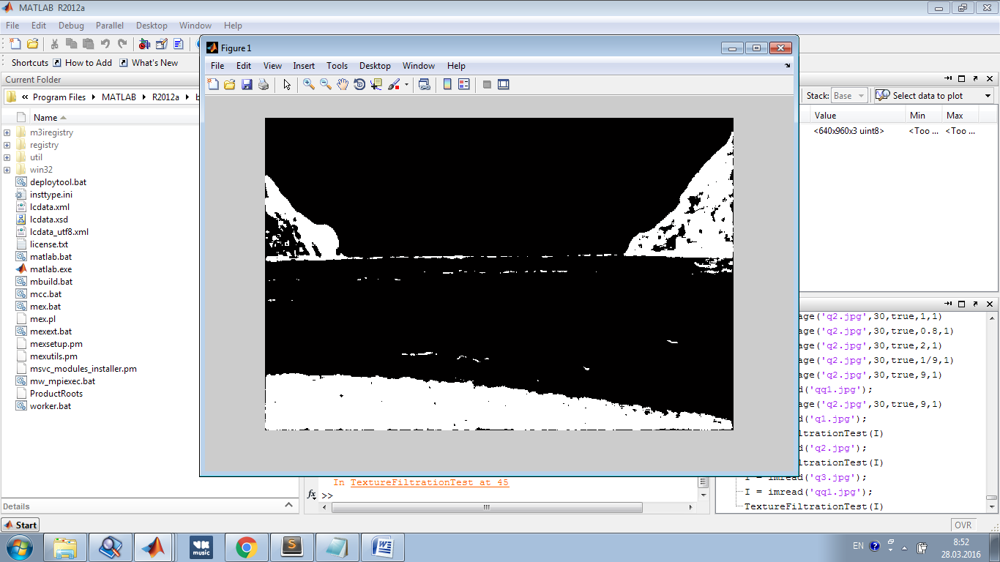 MATLAB R2012a
File Edit Debug Parallel Desktop Window Help
Shortcuts How to Add What's New
Current Folder
« Program Files MATLAB R2012a b
Name
m3iregistry
registry
util
win32
deploytool.bat
insttype.ini
lcdata.xml
lcdata.xsd
lcdata_utf8.xml
license.txt
matlab.bat
matlab.exe
mbuild.bat
mcc.bat
mex.bat
mex.pl
mexext.bat
mexsetup.pm
mexutils.pm
msvc_modules_installer.pm
mw_mpiexec.bat
ProductRoots
worker.bat
Details
Figure 1
File Edit View Insert Tools Desktop Window Help
Stack: Base Select data to plot
Value Min Max
<640x960x3 uint8> <Too ... <Too ...
age('q2.jpg',30,true,1,1)
age('q2.jpg',30,true,0.8,1)
age('q2.jpg',30,true,2,1)
age('q2.jpg',30,true,1/9,1)
age('q2.jpg',30,true,9,1)
d('qq1.jpg');
age('q2.jpg',30,true,9,1)
d('q1.jpg');
ltrationTest(I)
d('q2.jpg');
ltrationTest(I)
I = imread('q3.jpg');
I = imread('qq1.jpg');
TextureFiltrationTest(I)
In TextureFiltrationTest at 45
fx >>
Start
OVR
VK
music
S
W
EN
8:52
28.03.2016